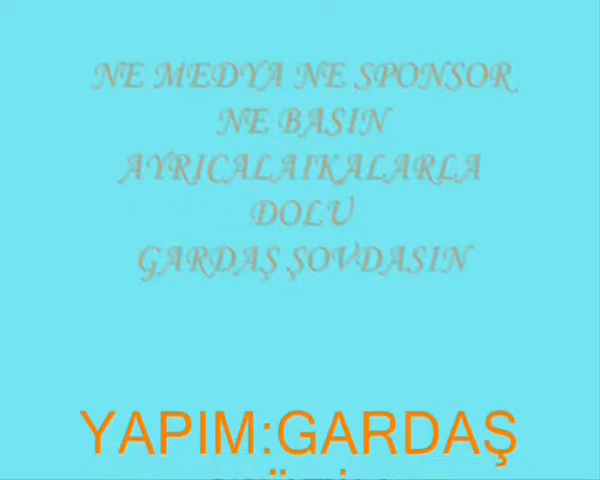 NE MEDYA NE SPONSOR
NE BASIN
AYRICALAIKALARLA
DOLU
GARDAŞ ŞOVDASIN
YAPIM:GARDAŞ